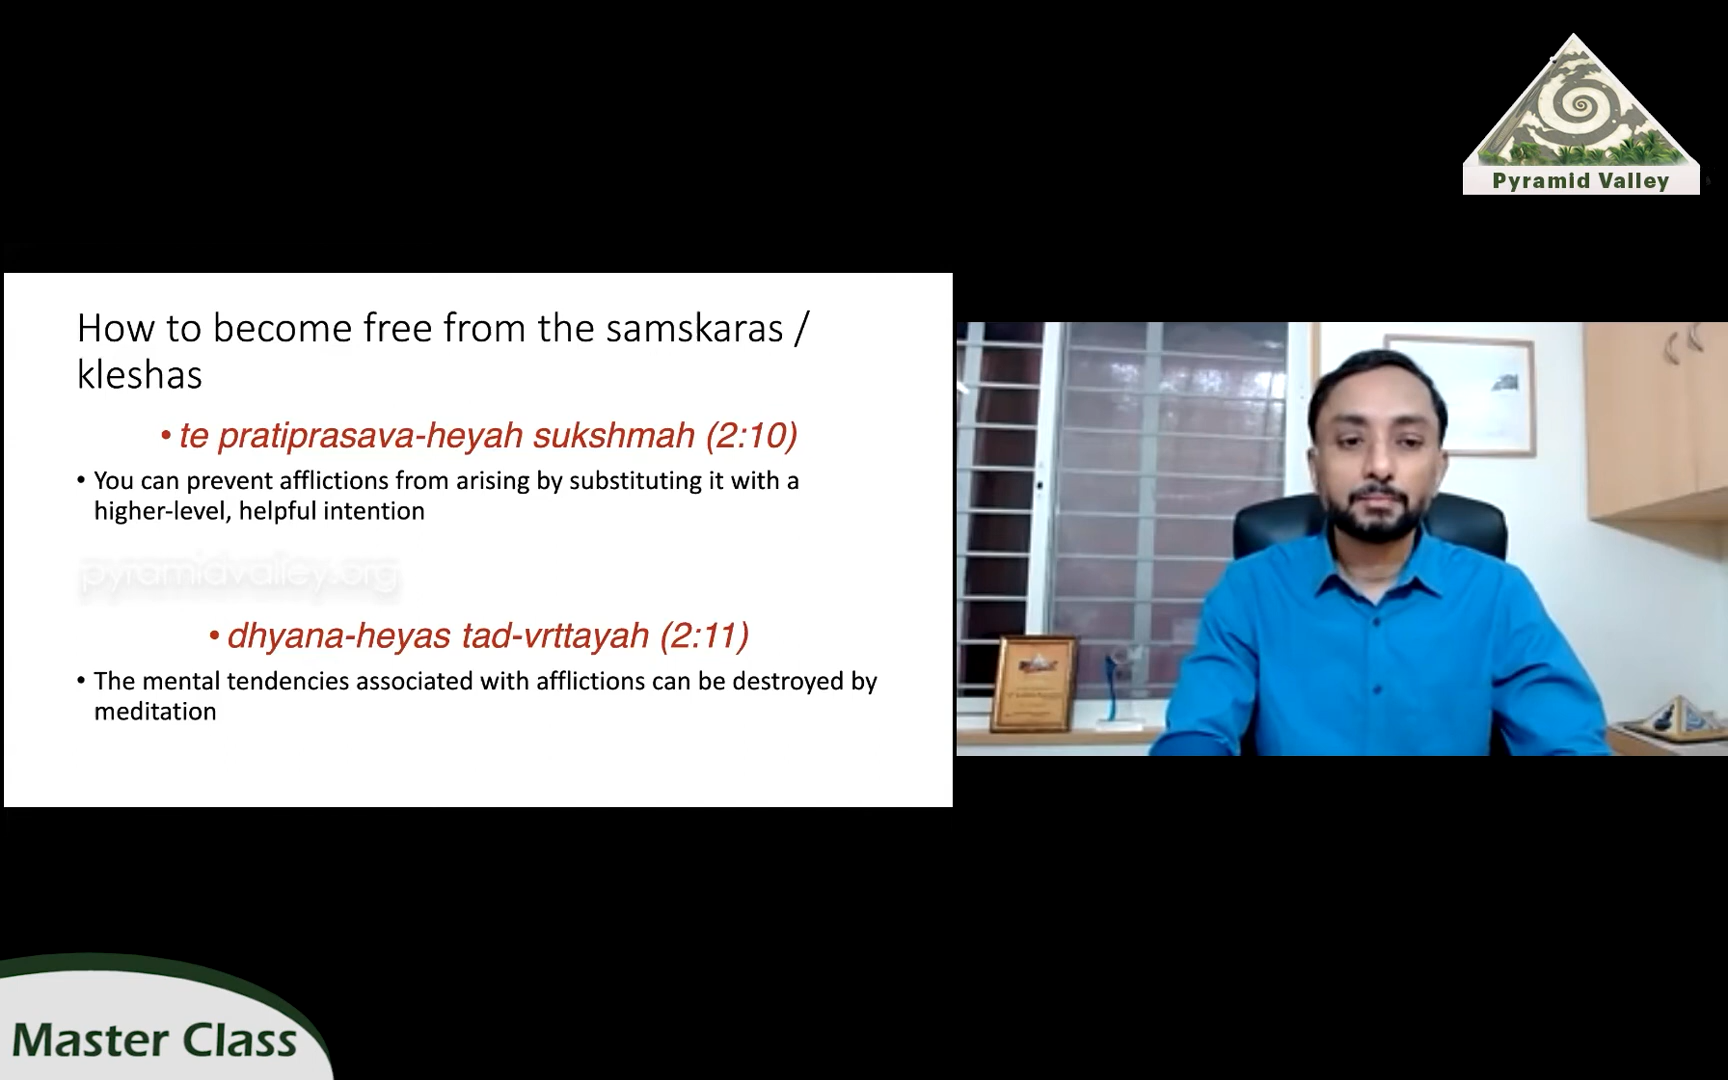 Pyramid Valley
How to become free from the samskaras /
kleshas
• te pratiprasava-heyah sukshmah (2:10)
• You can prevent afflictions from arising by substituting it with a
higher-level, helpful intention
pyramidvalley.org
• dhyana-heyas tad-vrttayah (2:11)
• The mental tendencies associated with afflictions can be destroyed by
meditation
Master Class